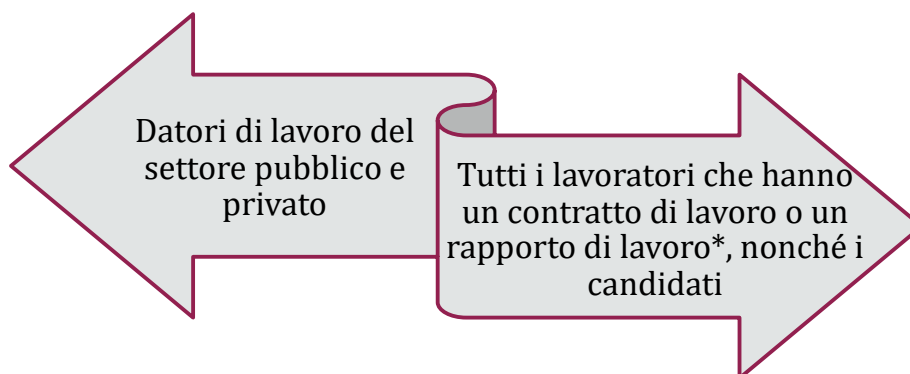 Datori di lavoro del
settore pubblico e
privato
Tutti i lavoratori che hanno
un contratto di lavoro o un
rapporto di lavoro*, nonché i
candidati